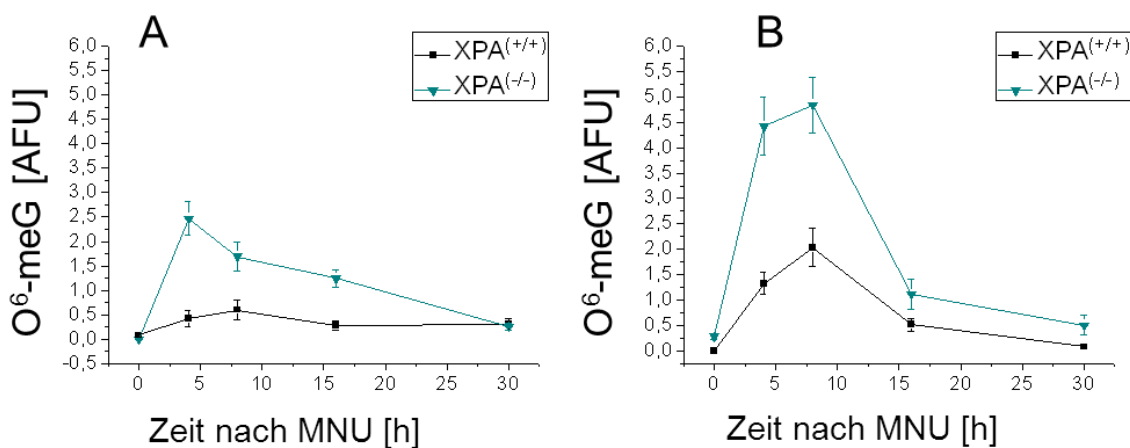 A
XPA(+/+)
XPA(-/-)
O6-meG [AFU]
6,0
5,5
5,0
4,5
4,0
3,5
3,0
2,5
2,0
1,5
1,0
0,5
0,0
-0,5
0 5 10 15 20 25 30
Zeit nach MNU [h]
B
XPA(+/+)
XPA(-/-)
O6-meG [AFU]
6,0
5,5
5,0
4,5
4,0
3,5
3,0
2,5
2,0
1,5
1,0
0,5
0,0
0 5 10 15 20 25 30
Zeit nach MNU [h]